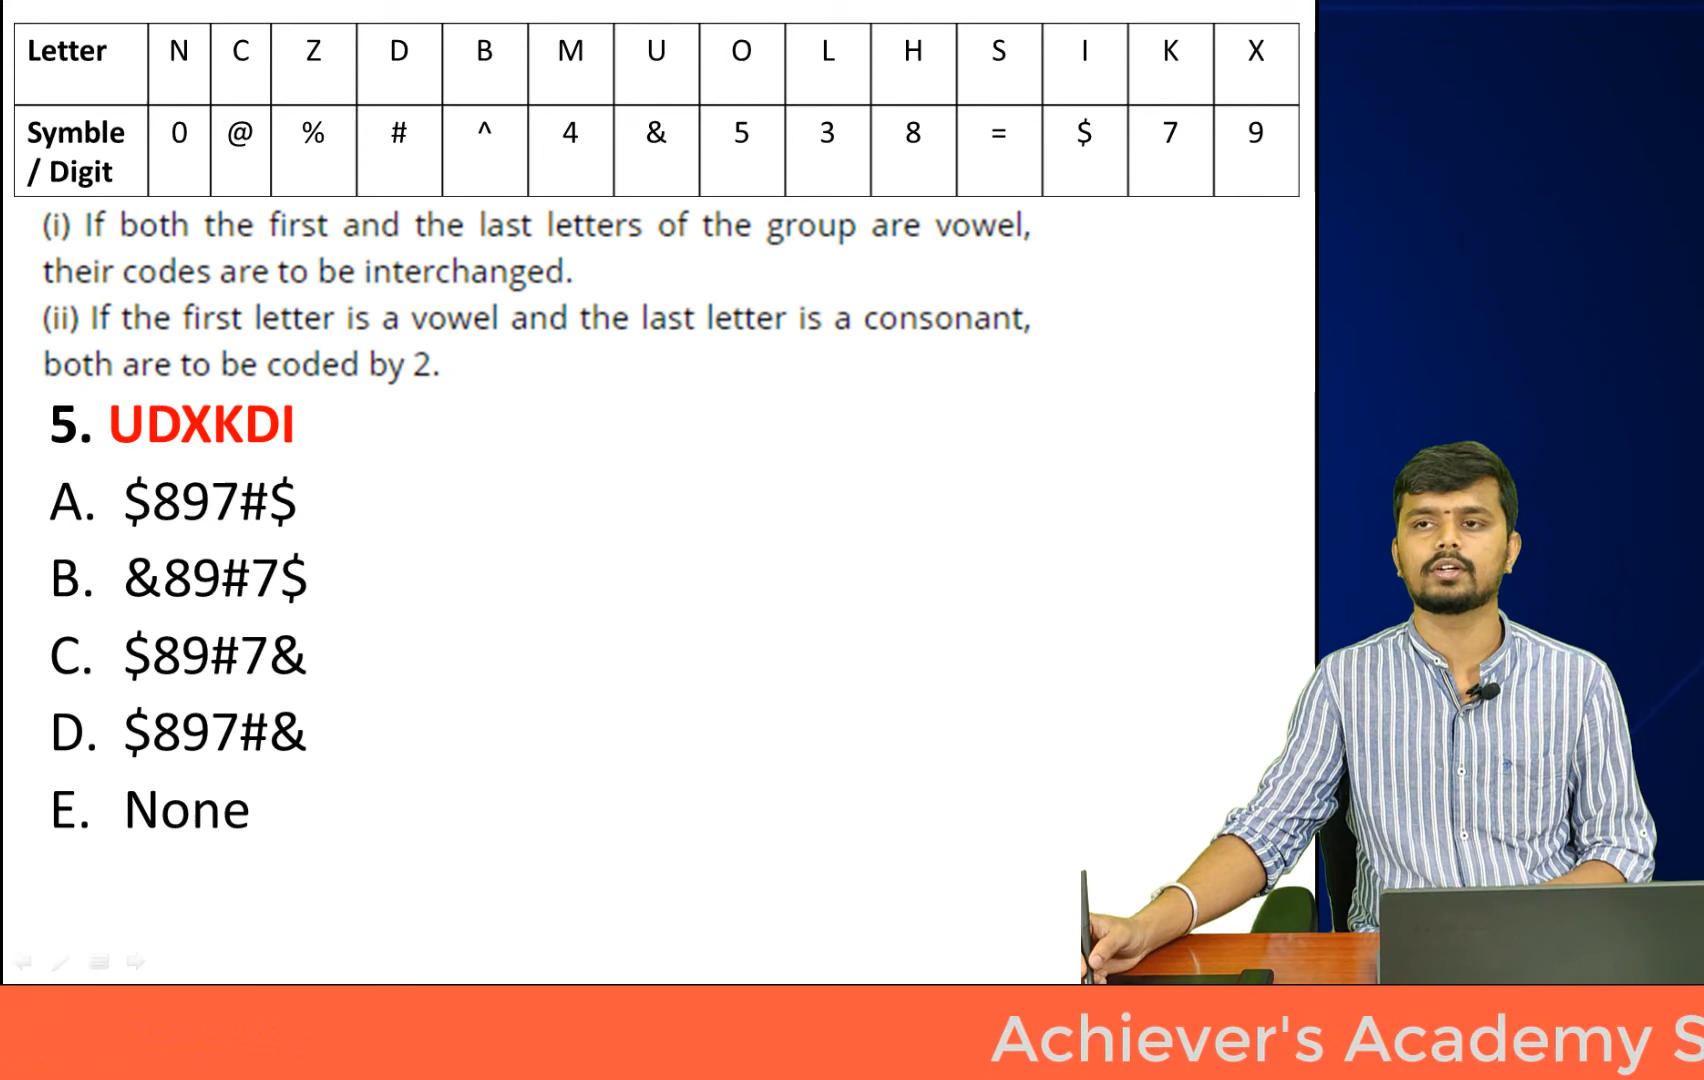 Letter N C Z D B M U O L H S I K X
Symble / Digit 0 @ % # ^ 4 & 5 3 8 = $ 7 9
(i) If both the first and the last letters of the group are vowel,
their codes are to be interchanged.
(ii) If the first letter is a vowel and the last letter is a consonant,
both are to be coded by 2.
5. UDXKDI
A. $897#$
B. &89#7$
C. $89#7&
D. $897#&
E. None
Achiever's Academy S